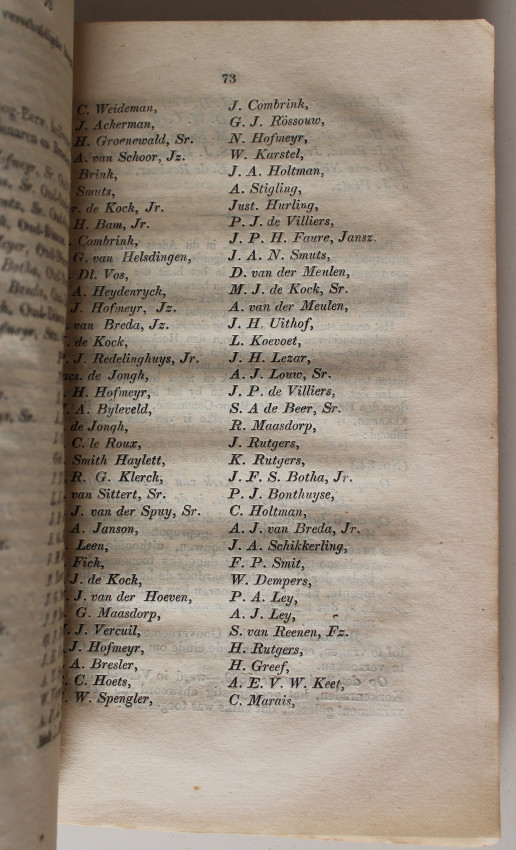 73
C. Weideman,
J. Ackerman,
H. Groenewald, Sr.
A. van Schoor, Jz.
Brink,
Smuts,
de Kock, Jr.
H. Bam, Jr.
Combrink,
G. van Helsdingen,
Dl. Vos,
A. Heydenryck,
J. Hofmeyr, Jz.
van Breda, Jz.
de Kock,
J. Redelinghuys, Jr.
de Jongh,
H. Hofmeyr,
A. Byleveld,
de Jongh,
C. le Roux,
Smith Haylett,
R. G. Klerch,
van Sittert, Sr.
J. van der Spuy, Sr.
A. Janson,
Leen,
Fick,
J. de Kock,
J. van der Hoeven,
G. Maasdorp,
J. Vercuil,
J. Hofmeyr,
A. Bresler,
C. Hoets,
W. Spengler,
J. Combrink,
G. J. Rossouw,
N. Hofmeyr,
W. Karstel,
J. A. Holtman,
A. Stigling,
Just. Hurling,
P. J. de Villiers,
J. P. H. Faure, Jansz.
J. A. N. Smuts,
D. van der Meulen,
M. J. de Kock, Sr.
A. van der Meulen,
J. H. Uithof,
L. Koevoet,
J. H. Lezar,
A. J. Louw, Sr.
J. P. de Villiers,
S. A de Beer, Sr.
R. Maasdorp,
J. Rutgers,
K. Rutgers,
J. F. S. Botha, Jr.
P. J. Bonthuyse,
C. Holtman,
A. J. van Breda, Jr.
J. A. Schikkerling,
F. P. Smit,
W. Dempers,
P. A. Ley,
A. J. Ley,
S. van Reenen, Fz.
H. Rutgers,
H. Greef,
A. E. V. W. Keet,
C. Marais,